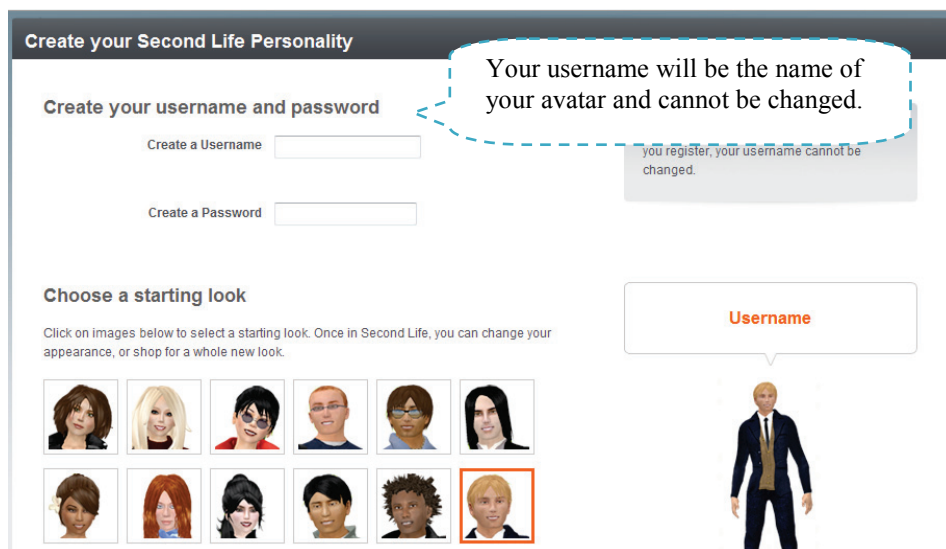 Create your Second Life Personality
Your username will be the name of
your avatar and cannot be changed.
Create your username and password
Create a Username
you register, your username cannot be
changed.
Create a Password
Choose a starting look
Click on images below to select a starting look. Once in Second Life, you can change your
appearance, or shop for a whole new look.
Username